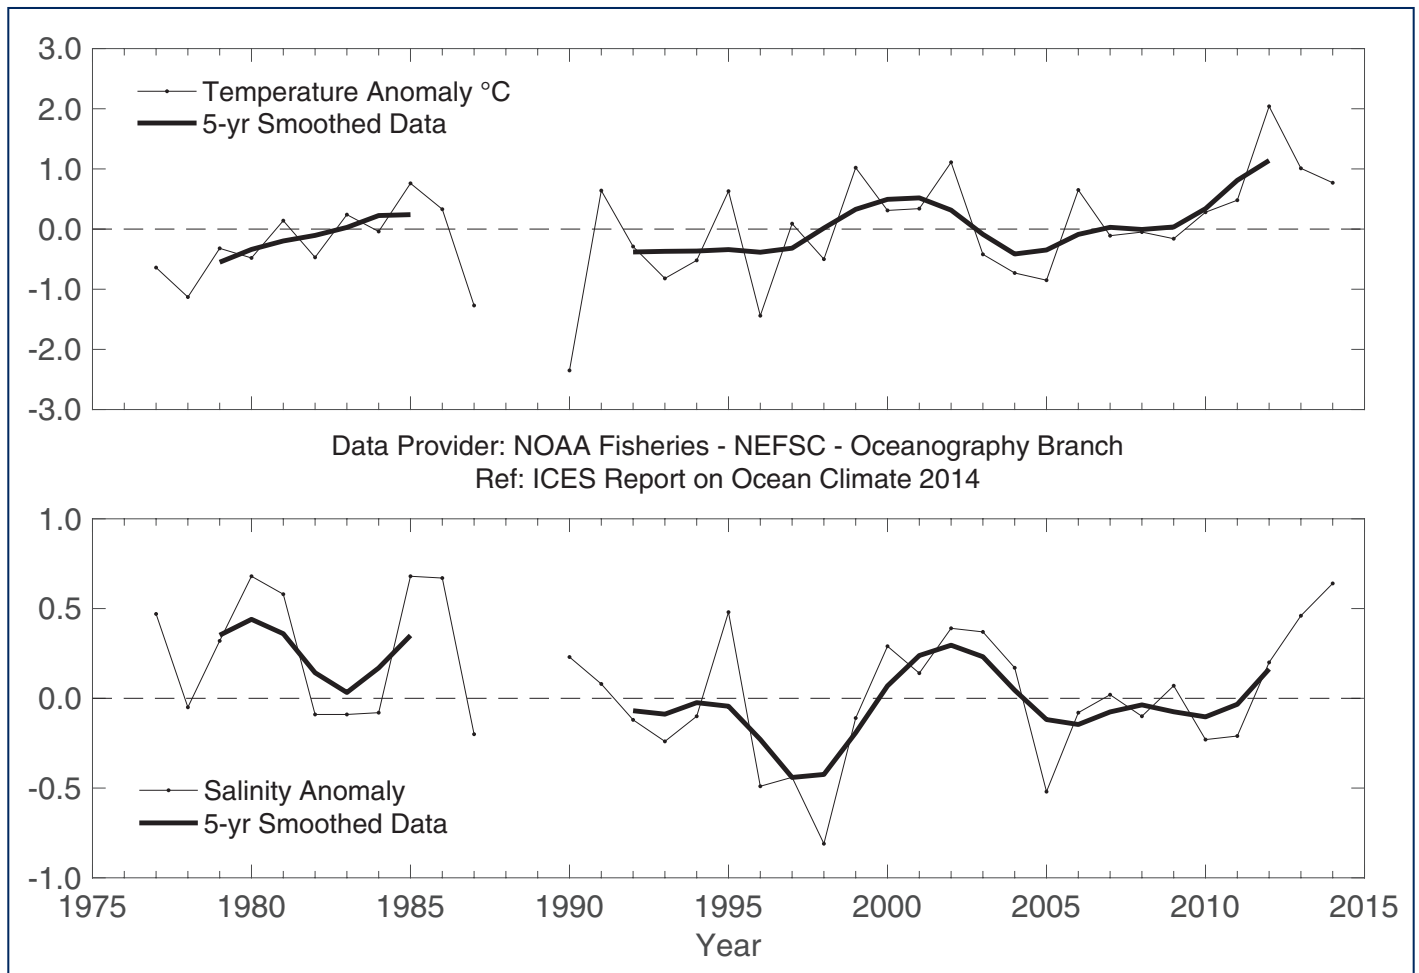 3.0
2.0
1.0
0.0
-1.0
-2.0
-3.0
Temperature Anomaly °C
5-yr Smoothed Data
Data Provider: NOAA Fisheries - NEFSC - Oceanography Branch
Ref: ICES Report on Ocean Climate 2014
1.0
0.5
0.0
-0.5
-1.0
Salinity Anomaly
5-yr Smoothed Data
1975 1980 1985 1990 1995 2000 2005 2010 2015
Year